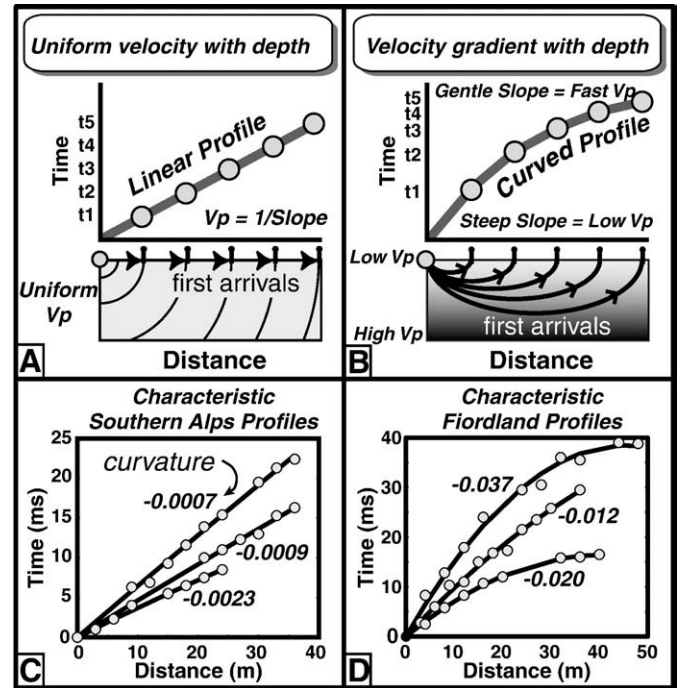 Uniform velocity with depth
Time
t5
t4
t3
t2
t1
Linear Profile
Vp = 1/Slope
Uniform
Vp
first arrivals
A
Distance
Velocity gradient with depth
Time
t5
t4
t3
t2
t1
Gentle Slope = Fast Vp
Curved Profile
Steep Slope = Low Vp
Low Vp
High Vp
first arrivals
B
Distance
Characteristic
Southern Alps Profiles
Time (ms)
25
20
15
10
5
0
curvature
-0.0007
-0.0009
-0.0023
0
10
20
30
40
C
Distance (m)
Characteristic
Fiordland Profiles
Time (ms)
40
30
20
10
0
-0.037
-0.012
-0.020
0
10
20
30
40
50
D
Distance (m)